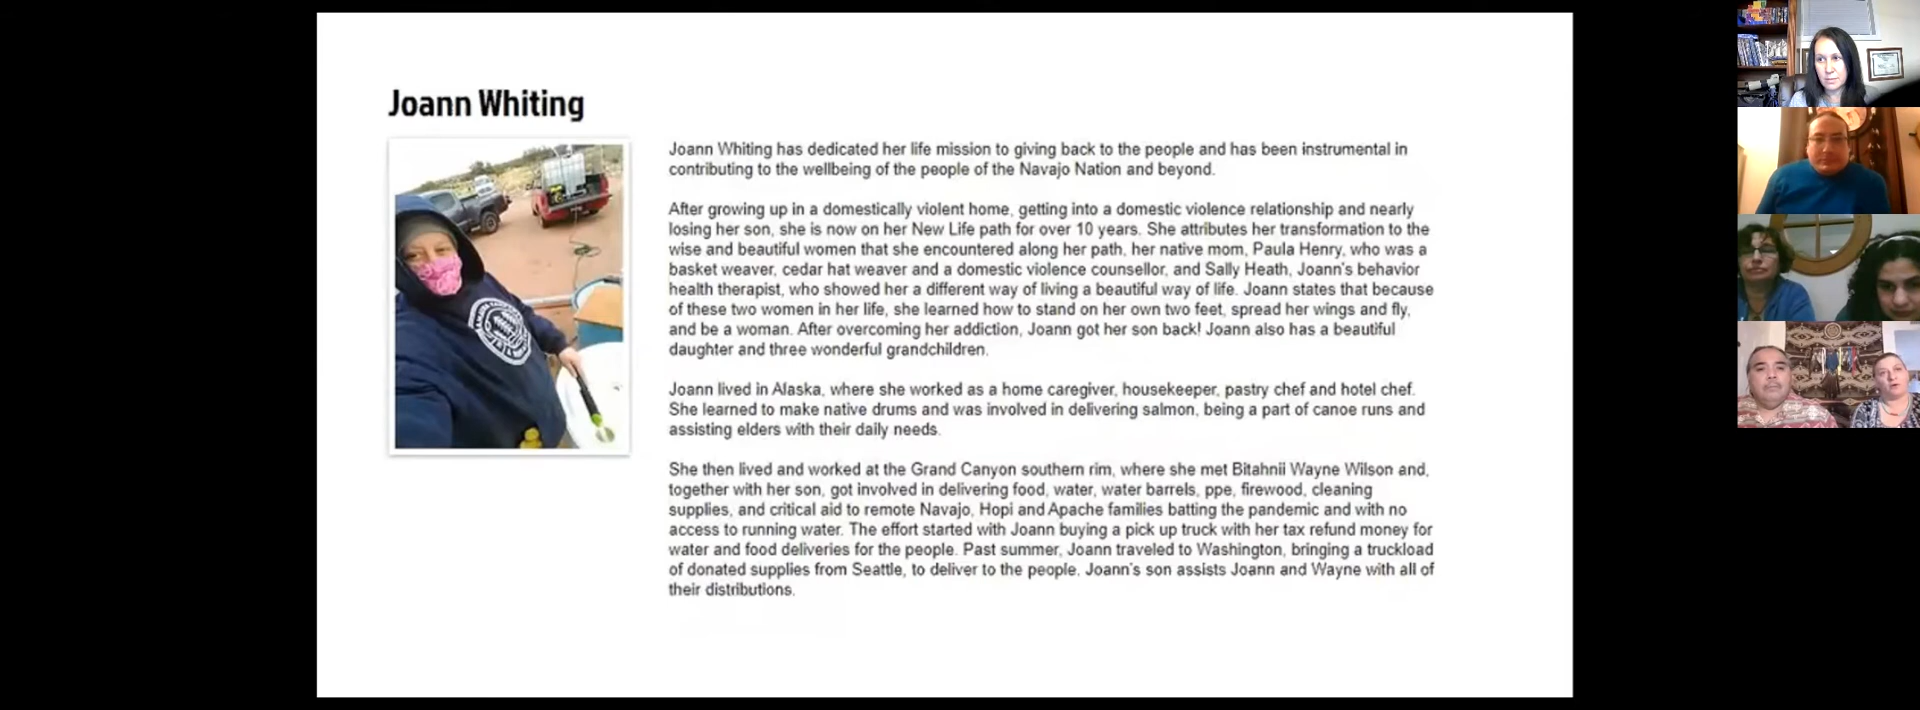 Joann Whiting
Joann Whiting has dedicated her life mission to giving back to the people and has been instrumental in
contributing to the wellbeing of the people of the Navajo Nation and beyond.
After growing up in a domestically violent home, getting into a domestic violence relationship and nearly
losing her son, she is now on her New Life path for over 10 years. She attributes her transformation to the
wise and beautiful women that she encountered along her path, her native mom, Paula Henry, who was a
basket weaver, cedar hat weaver and a domestic violence counsellor, and Sally Heath, Joann's behavior
health therapist, who showed her a different way of living a beautiful way of life. Joann states that because
of these two women in her life, she learned how to stand on her own two feet, spread her wings and fly,
and be a woman. After overcoming her addiction, Joann got her son back! Joann also has a beautiful
daughter and three wonderful grandchildren.
Joann lived in Alaska, where she worked as a home caregiver, housekeeper, pastry chef and hotel chef.
She learned to make native drums and was involved in delivering salmon, being a part of canoe runs and
assisting elders with their daily needs.
She then lived and worked at the Grand Canyon southern rim, where she met Bitahnii Wayne Wilson and,
together with her son, got involved in delivering food, water, water barrels, ppe, firewood, cleaning
supplies, and critical aid to remote Navajo, Hopi and Apache families batting the pandemic and with no
access to running water. The effort started with Joann buying a pick up truck with her tax refund money for
water and food deliveries for the people. Past summer, Joann traveled to Washington, bringing a truckload
of donated supplies from Seattle, to deliver to the people. Joann's son assists Joann and Wayne with all of
their distributions.